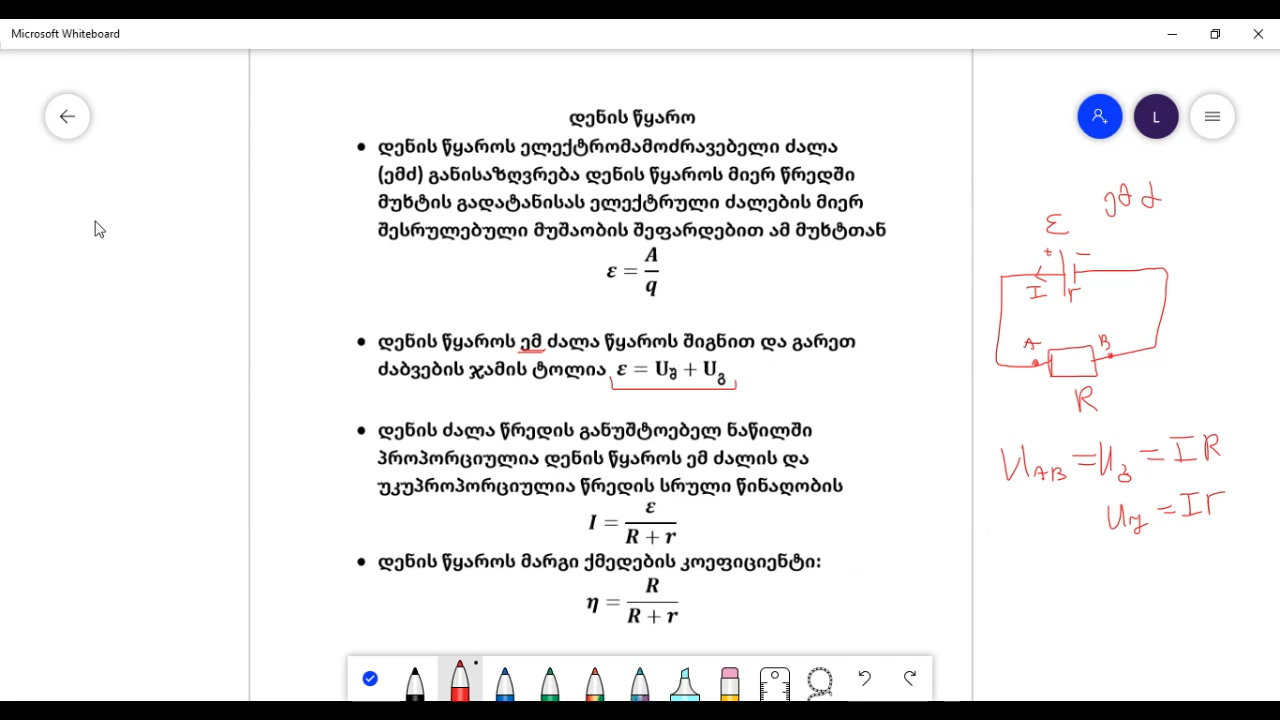 Microsoft Whiteboard
L
დენის წყარო
• დენის წყაროს ელექტრომამოძრავებელი ძალა
(ემძ) განისაზღვრება დენის წყაროს მიერ წრედში
მუხტის გადატანისას ელექტრული ძალების მიერ
შესრულებული მუშაობის შეფარდებით ამ მუხტთან
ε = A/q
• დენის წყაროს ემ ძალა წყაროს შიგნით და გარეთ
ძაბვების ჯამის ტოლია ε = Uშ + Uგ
• დენის ძალა წრედის განუშტოებელ ნაწილში
პროპორციულია დენის წყაროს ემ ძალის და
უკუპროპორციულია წრედის სრული წინაღობის
I = ε/(R + r)
• დენის წყაროს მარგი ქმედების კოეფიციენტი:
η = R/(R + r)
ემძ
ε
+ −
I r
A B
R
U_AB = Uგ = IR
Uშ = Ir